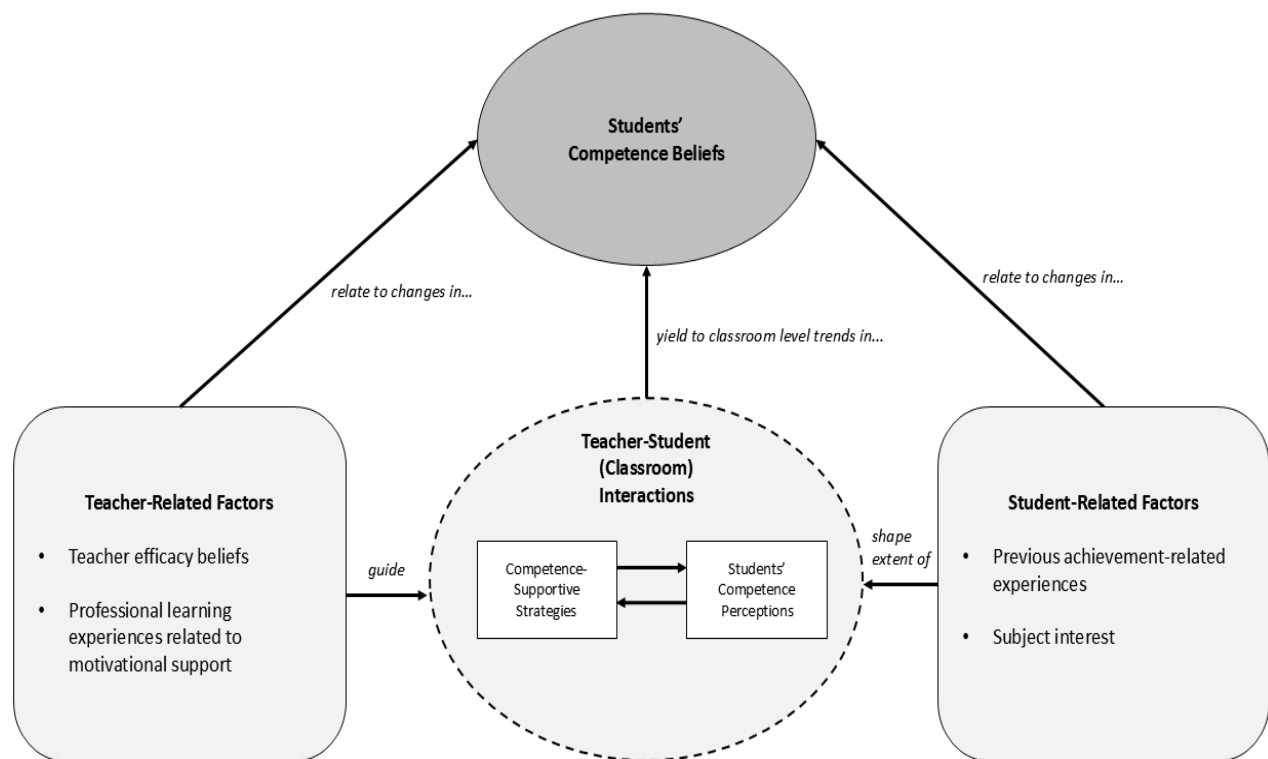 Students'
Competence Beliefs
relate to changes in...
relate to changes in...
yield to classroom level trends in...
Teacher-Related Factors
• Teacher efficacy beliefs
• Professional learning
experiences related to
motivational support
guide
Teacher-Student
(Classroom)
Interactions
Competence-
Supportive
Strategies
Students'
Competence
Perceptions
shape
extent of
Student-Related Factors
• Previous achievement-related
experiences
• Subject interest